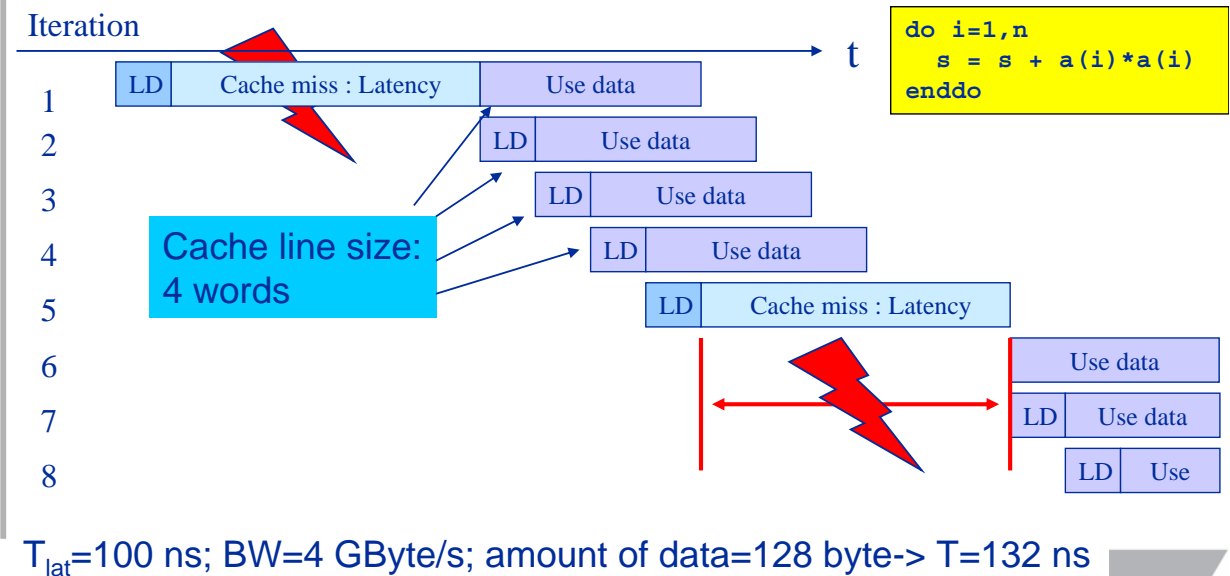 Iteration
t
do i=1,n
s = s + a(i)*a(i)
enddo
1
LD
Cache miss : Latency
Use data
2
LD
Use data
3
LD
Use data
4
LD
Use data
Cache line size:
4 words
5
LD
Cache miss : Latency
6
Use data
7
LD
Use data
8
LD
Use
Tlat=100 ns; BW=4 GByte/s; amount of data=128 byte-> T=132 ns